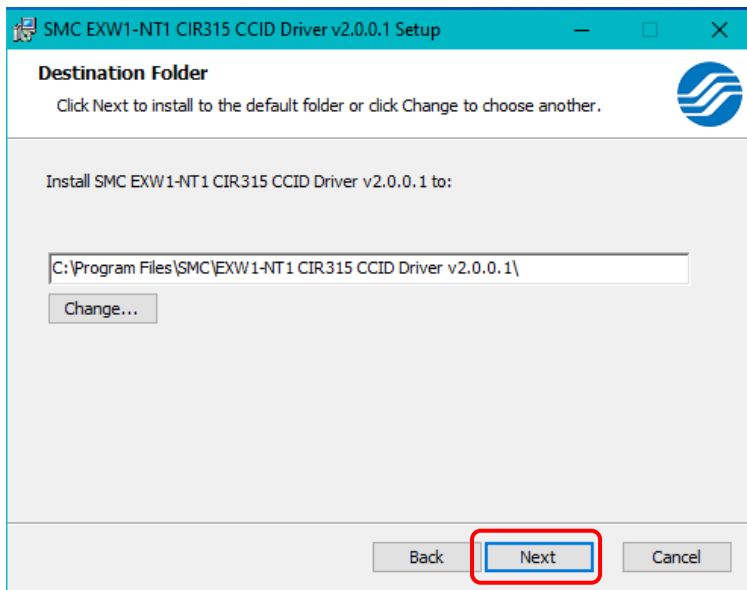 SMC EXW1-NT1 CIR315 CCID Driver v2.0.0.1 Setup
Destination Folder
Click Next to install to the default folder or click Change to choose another.
Install SMC EXW1-NT1 CIR315 CCID Driver v2.0.0.1 to:
C:\Program Files\SMC\EXW1-NT1 CIR315 CCID Driver v2.0.0.1\
Change...
Back Next Cancel